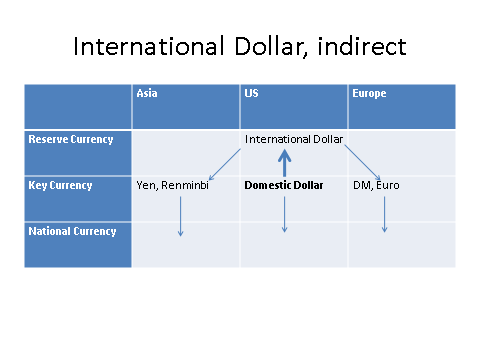 International Dollar, indirect
Asia US Europe
Reserve Currency International Dollar
Key Currency Yen, Renminbi Domestic Dollar DM, Euro
National Currency